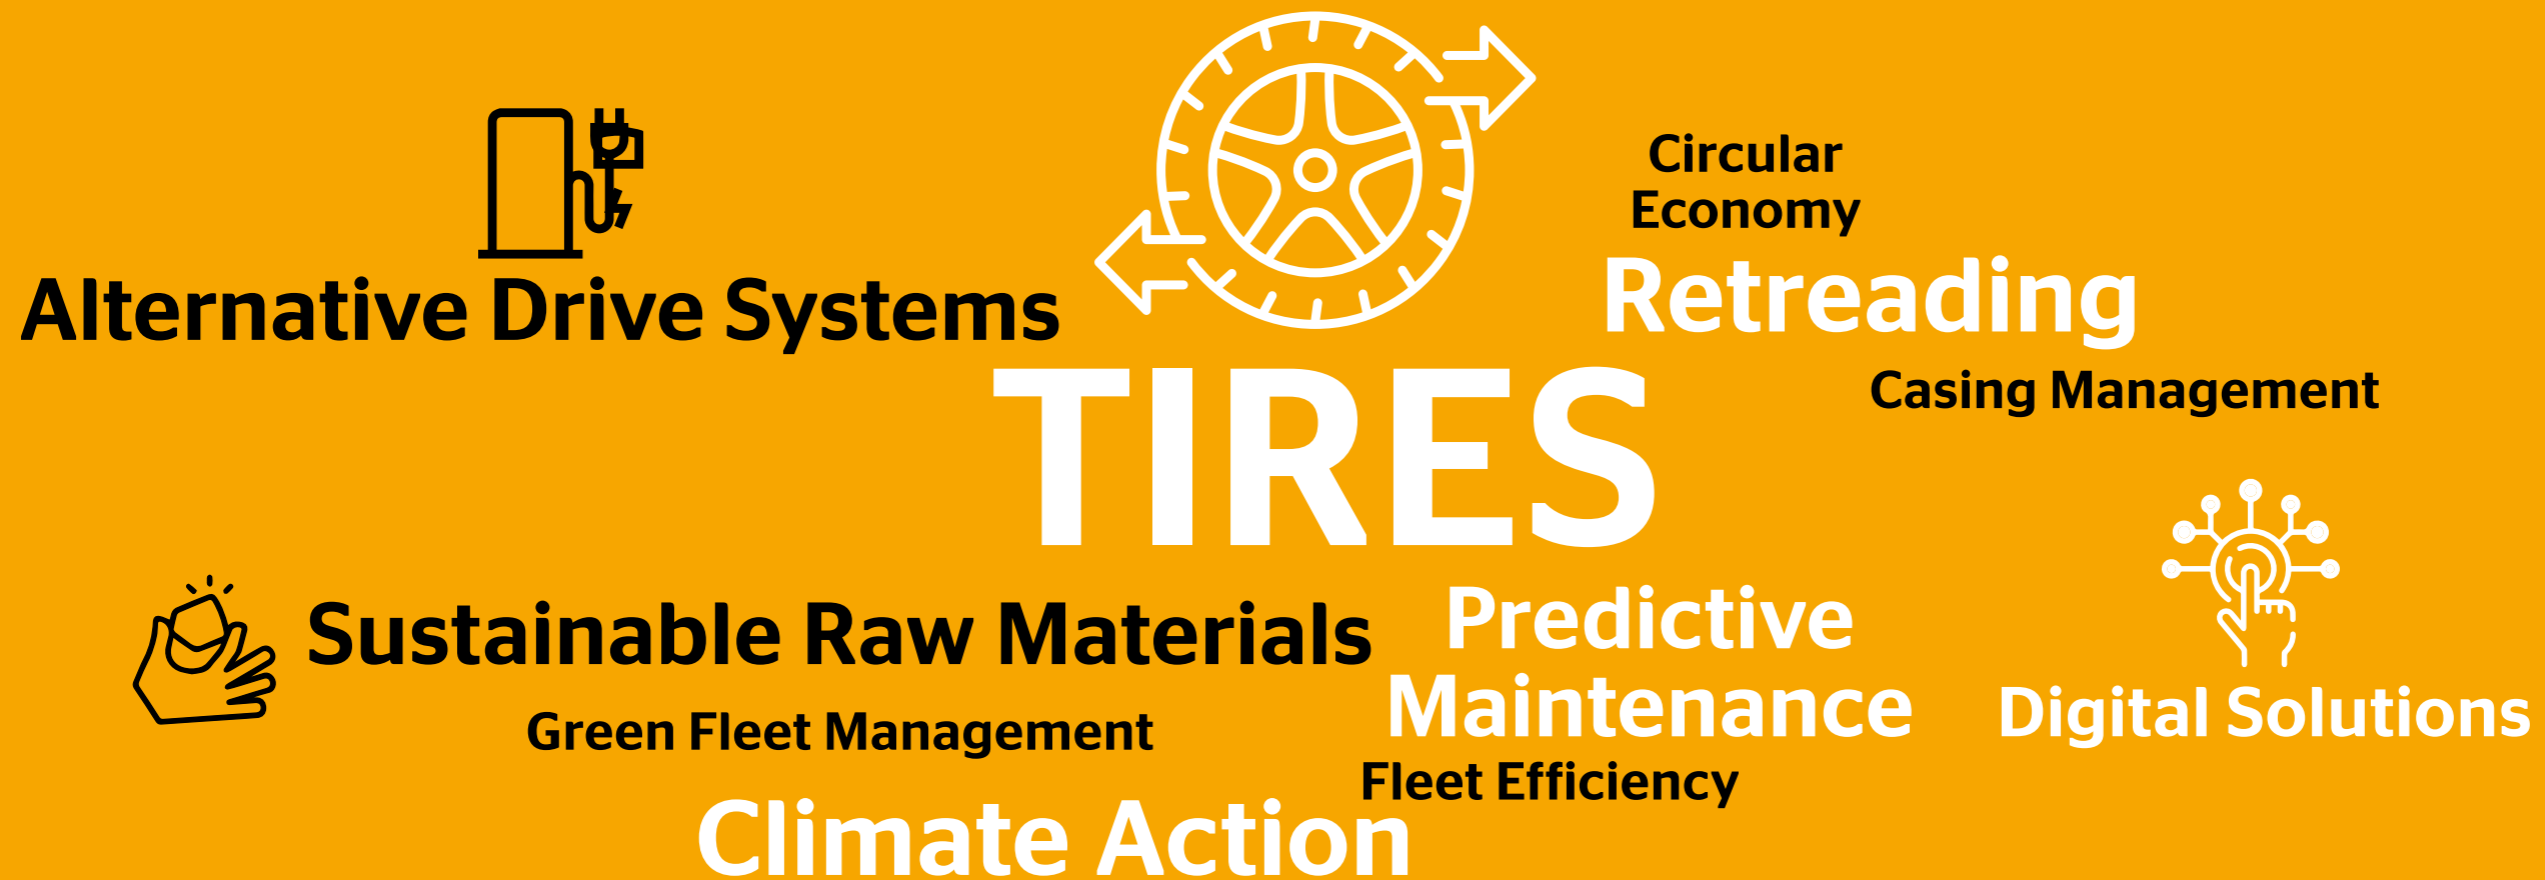 Circular
Economy
Alternative Drive Systems
Retreading
Casing Management
TIRES
Sustainable Raw Materials
Predictive
Maintenance
Digital Solutions
Green Fleet Management
Fleet Efficiency
Climate Action